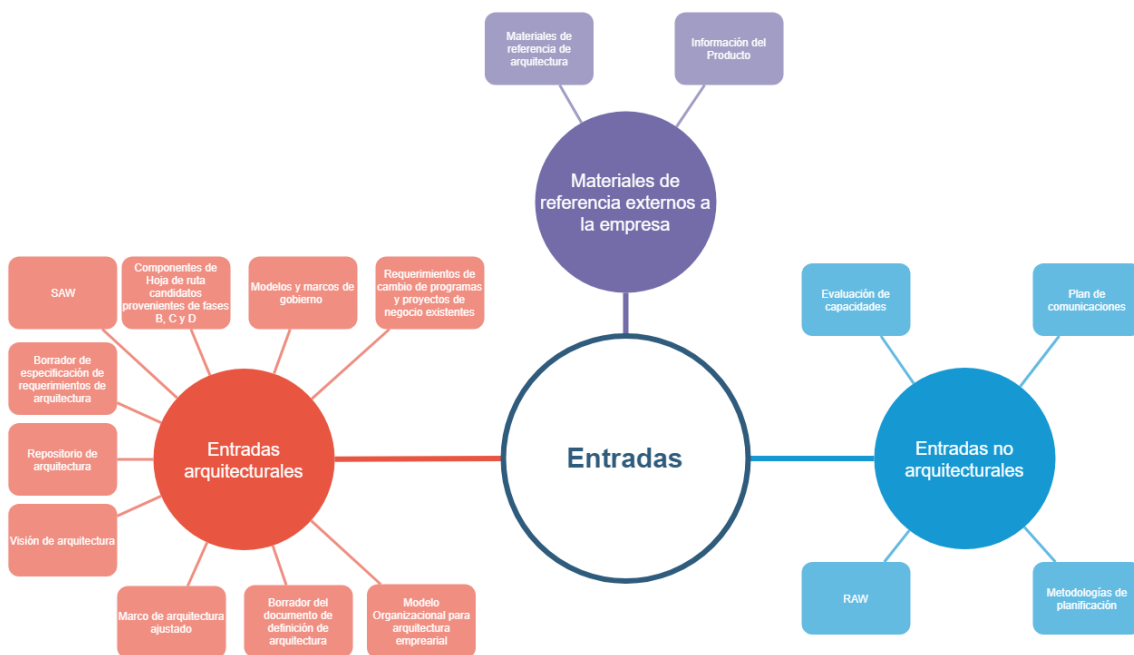 Materiales de
referencia de
arquitectura
Información del
Producto
Materiales de
referencia externos a
la empresa
SAW
Componentes de
Hoja de ruta
candidatos
provenientes de fases
B, C y D
Modelos y marcos de
gobierno
Requerimientos de
cambio de programas
y proyectos de
negocio existentes
Borrador de
especificación de
requerimientos de
arquitectura
Repositorio de
arquitectura
Visión de arquitectura
Marco de arquitectura
ajustado
Borrador del
documento de
definición de
arquitectura
Modelo
Organizacional para
arquitectura
emprearial
Entradas
arquitecturales
Entradas
Entradas no
arquitecturales
Evaluación de
capacidades
Plan de
comunicaciones
RAW
Metodologías de
planificación